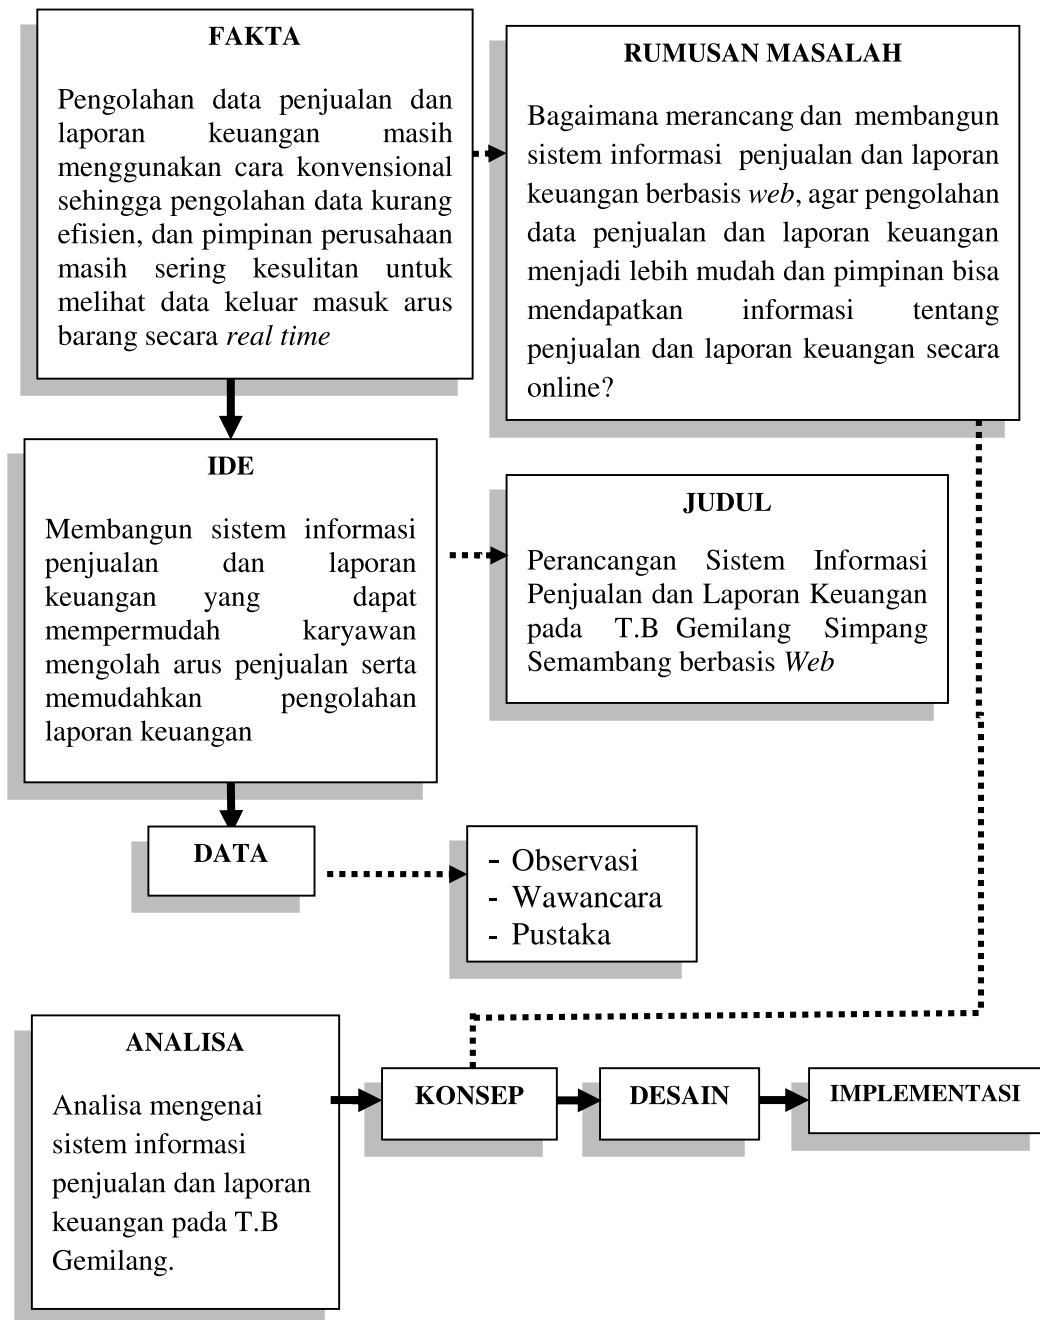 FAKTA
Pengolahan data penjualan dan
laporan keuangan masih
menggunakan cara konvensional
sehingga pengolahan data kurang
efisien, dan pimpinan perusahaan
masih sering kesulitan untuk
melihat data keluar masuk arus
barang secara real time
RUMUSAN MASALAH
Bagaimana merancang dan membangun
sistem informasi penjualan dan laporan
keuangan berbasis web, agar pengolahan
data penjualan dan laporan keuangan
menjadi lebih mudah dan pimpinan bisa
mendapatkan informasi tentang
penjualan dan laporan keuangan secara
online?
IDE
Membangun sistem informasi
penjualan dan laporan
keuangan yang dapat
mempermudah karyawan
mengolah arus penjualan serta
memudahkan pengolahan
laporan keuangan
JUDUL
Perancangan Sistem Informasi
Penjualan dan Laporan Keuangan
pada T.B Gemilang Simpang
Semambang berbasis Web
DATA
- Observasi
- Wawancara
- Pustaka
ANALISA
Analisa mengenai
sistem informasi
penjualan dan laporan
keuangan pada T.B
Gemilang.
KONSEP
DESAIN
IMPLEMENTASI